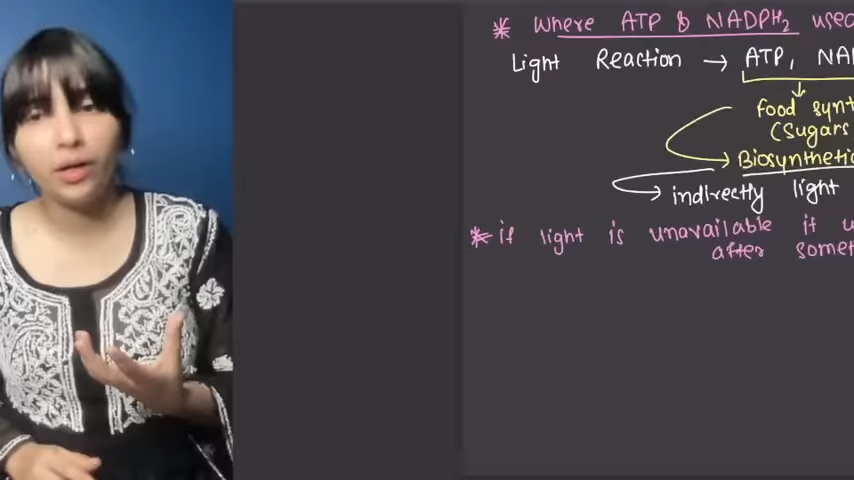 * Where ATP & NADPH₂ used
Light Reaction → ATP, NA
Food synt
(Sugars
Biosynthetic
indirectly light
* if light is unavailable if u
after somet